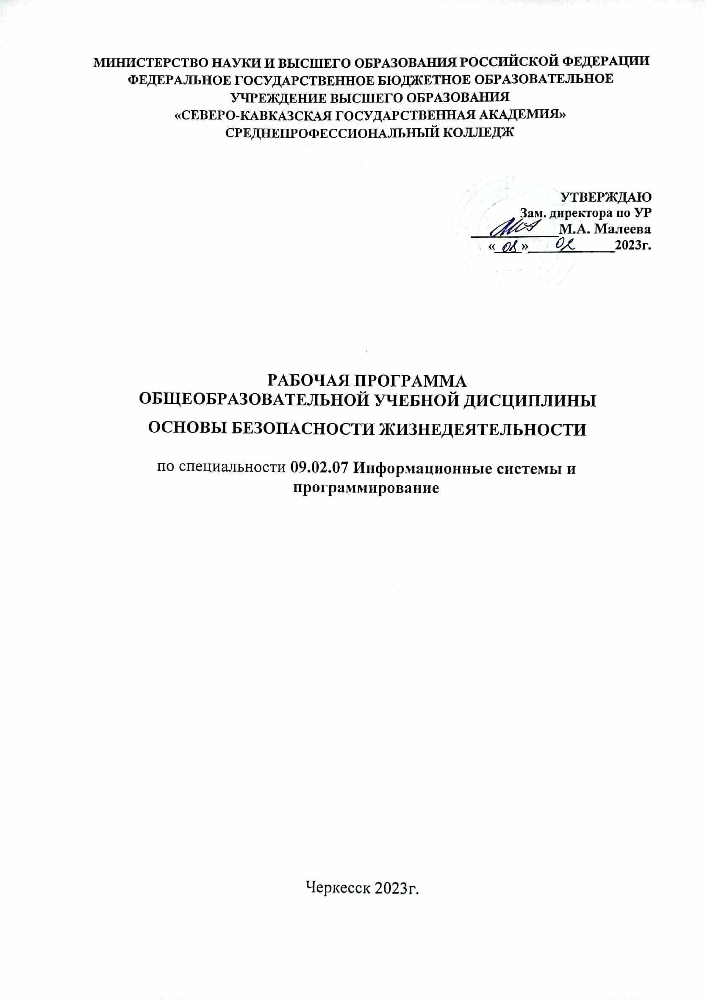 МИНИСТЕРСТВО НАУКИ И ВЫСШЕГО ОБРАЗОВАНИЯ РОССИЙСКОЙ ФЕДЕРАЦИИ
ФЕДЕРАЛЬНОЕ ГОСУДАРСТВЕННОЕ БЮДЖЕТНОЕ ОБРАЗОВАТЕЛЬНОЕ
УЧРЕЖДЕНИЕ ВЫСШЕГО ОБРАЗОВАНИЯ
«СЕВЕРО-КАВКАЗСКАЯ ГОСУДАРСТВЕННАЯ АКАДЕМИЯ»
СРЕДНЕПРОФЕССИОНАЛЬНЫЙ КОЛЛЕДЖ
УТВЕРЖДАЮ
Зам. директора по УР
М.А. Малеева
«08» 02 2023г.
РАБОЧАЯ ПРОГРАММА
ОБЩЕОБРАЗОВАТЕЛЬНОЙ УЧЕБНОЙ ДИСЦИПЛИНЫ
ОСНОВЫ БЕЗОПАСНОСТИ ЖИЗНЕДЕЯТЕЛЬНОСТИ
по специальности 09.02.07 Информационные системы и
программирование
Черкесск 2023г.